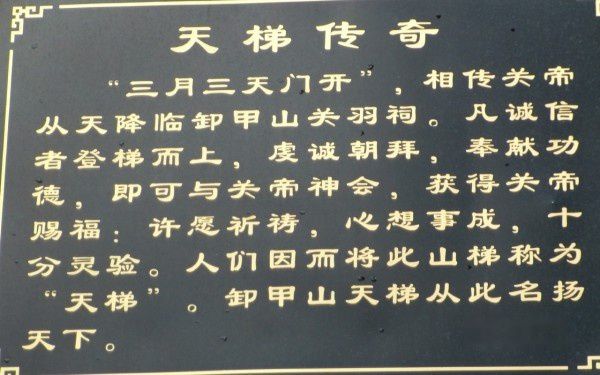 天梯传奇
“三月三天门开”，相传关帝
从天降临卸甲山关羽祠。凡诚信
者登梯而上，虔诚朝拜，奉献功
德，即可与关帝神会，获得关帝
赐福：许愿祈祷，心想事成，十
分灵验。人们因而将此山梯称为
“天梯”。卸甲山天梯从此名扬
天下。